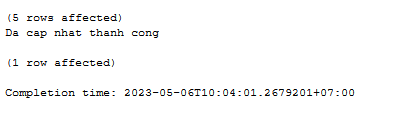 (5 rows affected)
Da cap nhat thanh cong
(1 row affected)
Completion time: 2023-05-06T10:04:01.2679201+07:00